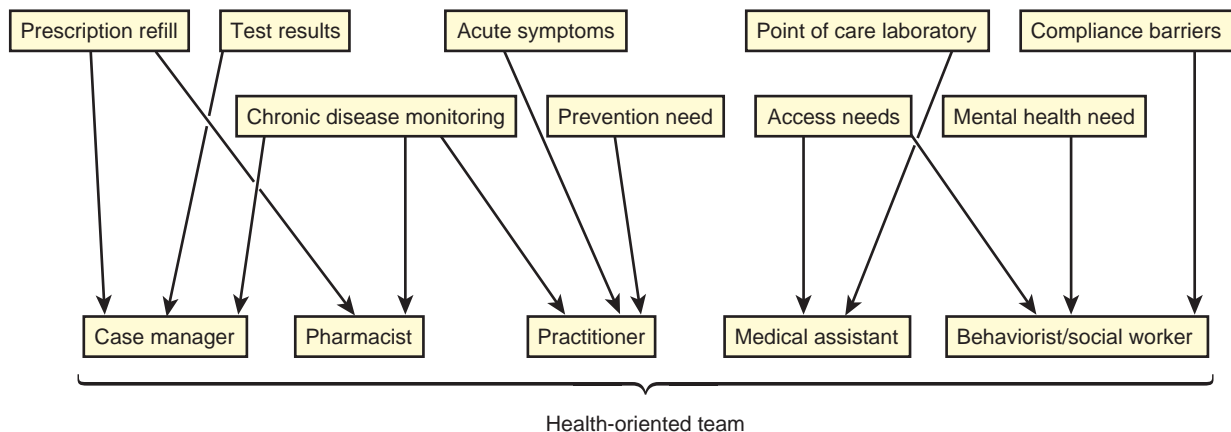 Prescription refill
Test results
Acute symptoms
Point of care laboratory
Compliance barriers
Chronic disease monitoring
Prevention need
Access needs
Mental health need
Case manager
Pharmacist
Practitioner
Medical assistant
Behaviorist/social worker
Health-oriented team